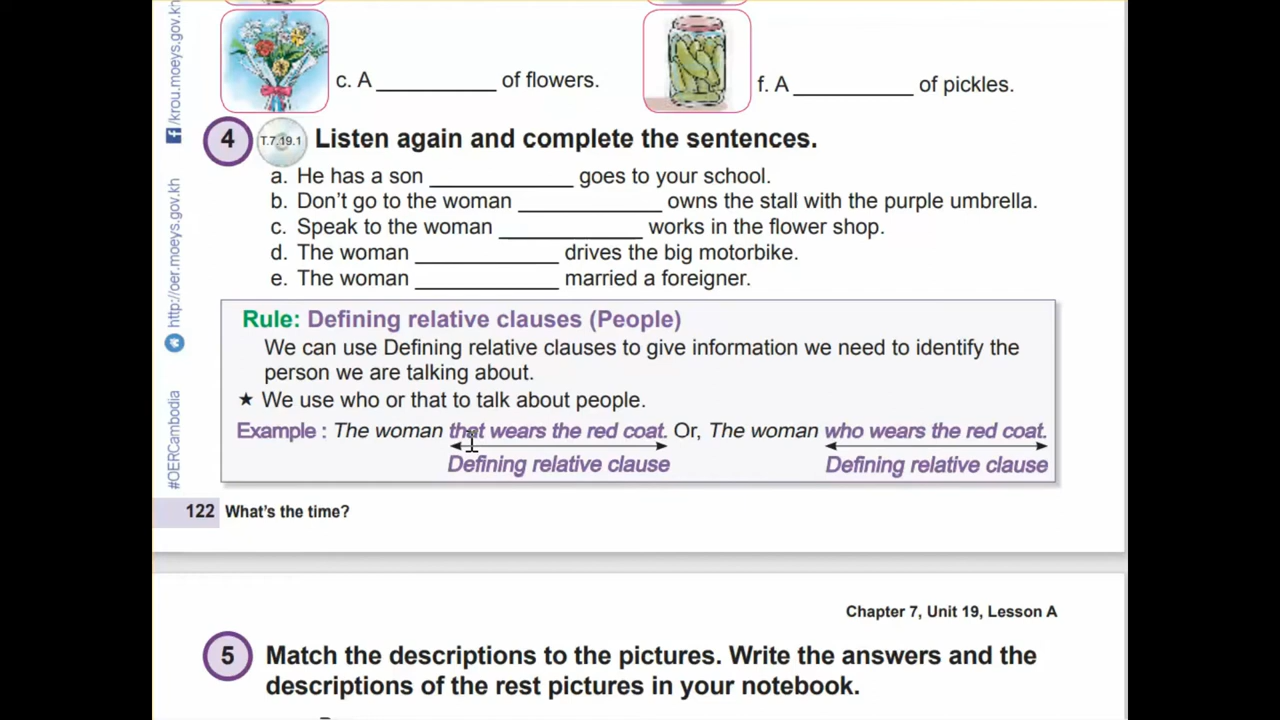 c. A ___________ of flowers.
f. A ___________ of pickles.
4 T.7.19.1 Listen again and complete the sentences.
a. He has a son _____________ goes to your school.
b. Don't go to the woman _____________ owns the stall with the purple umbrella.
c. Speak to the woman _____________ works in the flower shop.
d. The woman _____________ drives the big motorbike.
e. The woman _____________ married a foreigner.
Rule: Defining relative clauses (People)
We can use Defining relative clauses to give information we need to identify the
person we are talking about.
★ We use who or that to talk about people.
Example : The woman that wears the red coat. Or, The woman who wears the red coat.
Defining relative clause Defining relative clause
122 What's the time?
#OERCambodia http://oer.moeys.gov.kh /krou.moeys.gov.kh
Chapter 7, Unit 19, Lesson A
5 Match the descriptions to the pictures. Write the answers and the
descriptions of the rest pictures in your notebook.